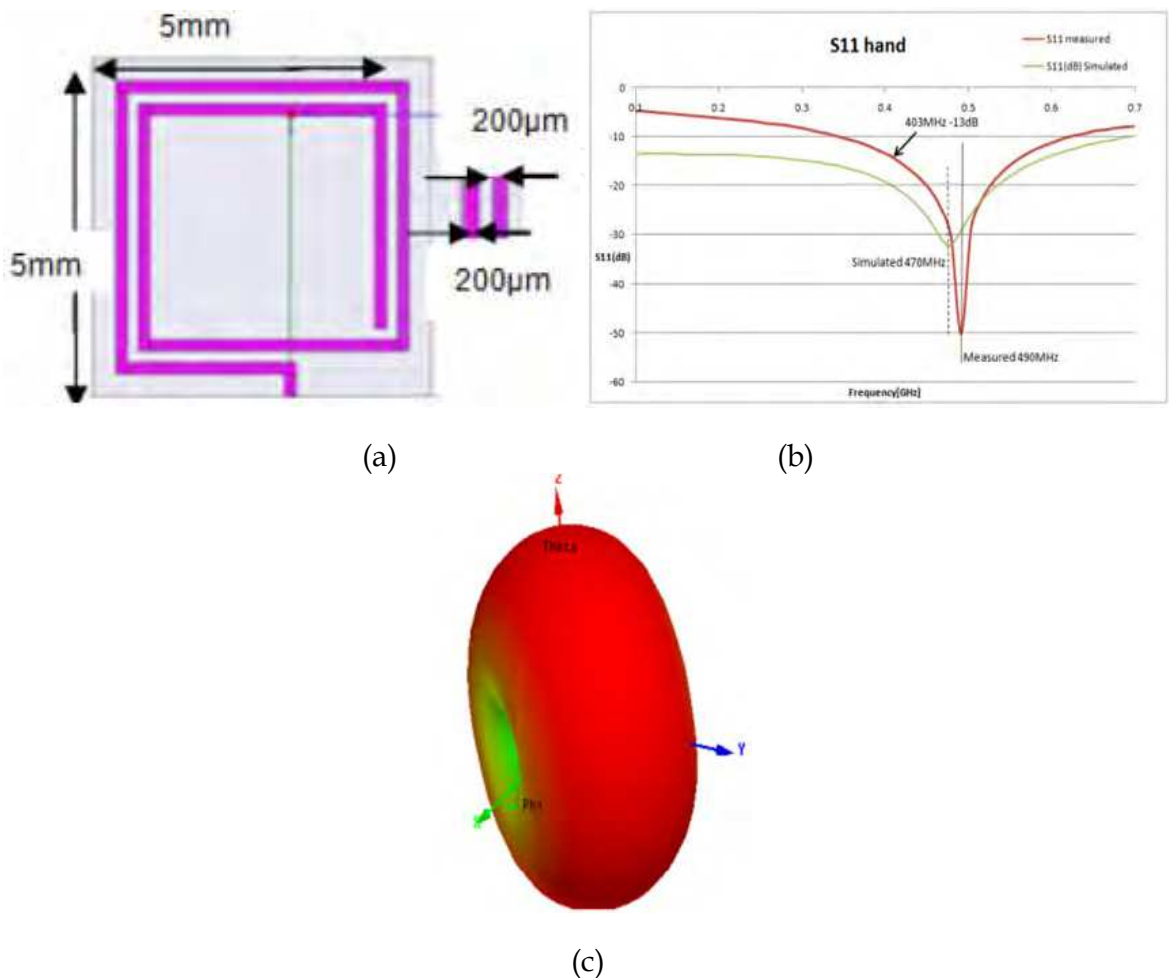 5mm
200µm
5mm
200µm
S11 hand
S11 measured
S11(dB) Simulated
0
0.1 0.2 0.3 0.4 0.5 0.6 0.7
403MHz -13dB
-10
-20
-30
S11(dB)
Simulated 470MHz
-40
-50
Measured 490MHz
-60
Frequency[GHz]
(a)
(b)
Z
Theta
Y
X
Phi
(c)